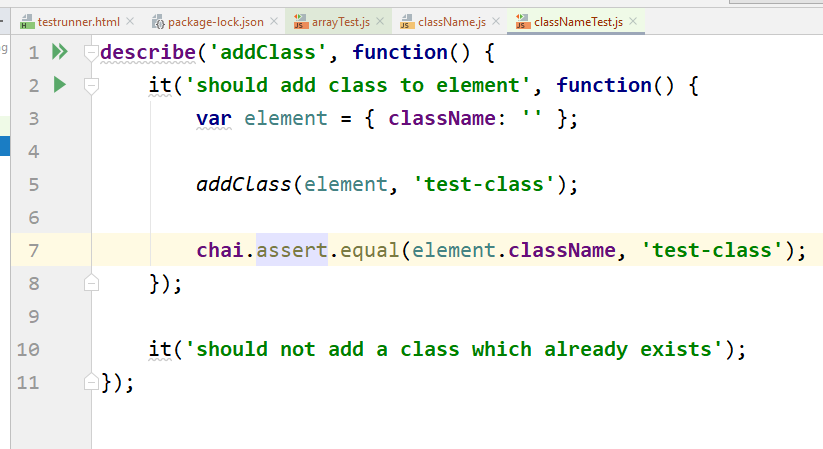 testrunner.html package-lock.json arrayTest.js className.js classNameTest.js
1 describe('addClass', function() {
2 it('should add class to element', function() {
3 var element = { className: '' };
4
5 addClass(element, 'test-class');
6
7 chai.assert.equal(element.className, 'test-class');
8 });
9
10 it('should not add a class which already exists');
11 });